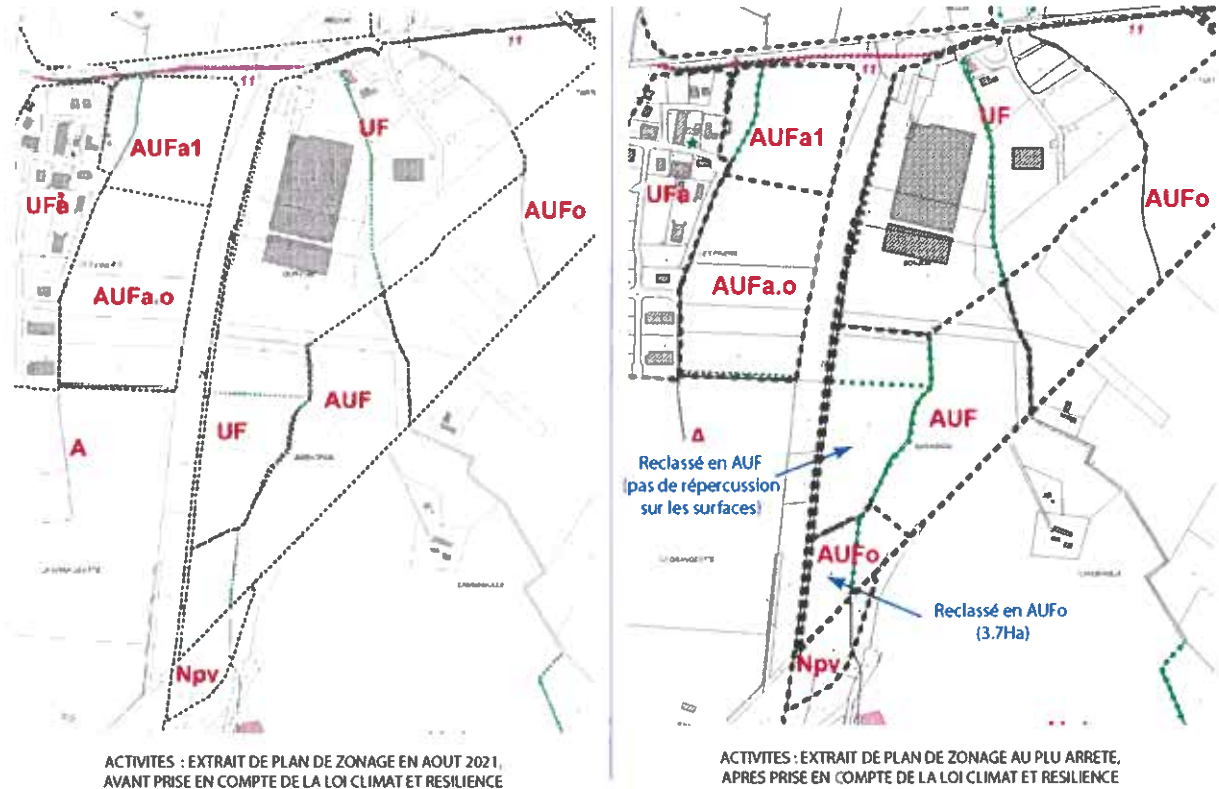 11
AUFa1
UF
UFa
AUFo
AUFa.o
AUF
UF
A
Npv
ACTIVITES : EXTRAIT DE PLAN DE ZONAGE EN AOUT 2021,
AVANT PRISE EN COMPTE DE LA LOI CLIMAT ET RESILIENCE
11
11
UF
AUFa1
UFa
AUFo
AUFa.o
AUF
A
Reclassé en AUF
(pas de répercussion
sur les surfaces)
AUFo
Reclassé en AUFo
(3.7Ha)
Npv
ACTIVITES : EXTRAIT DE PLAN DE ZONAGE AU PLU ARRETE,
APRES PRISE EN COMPTE DE LA LOI CLIMAT ET RESILIENCE